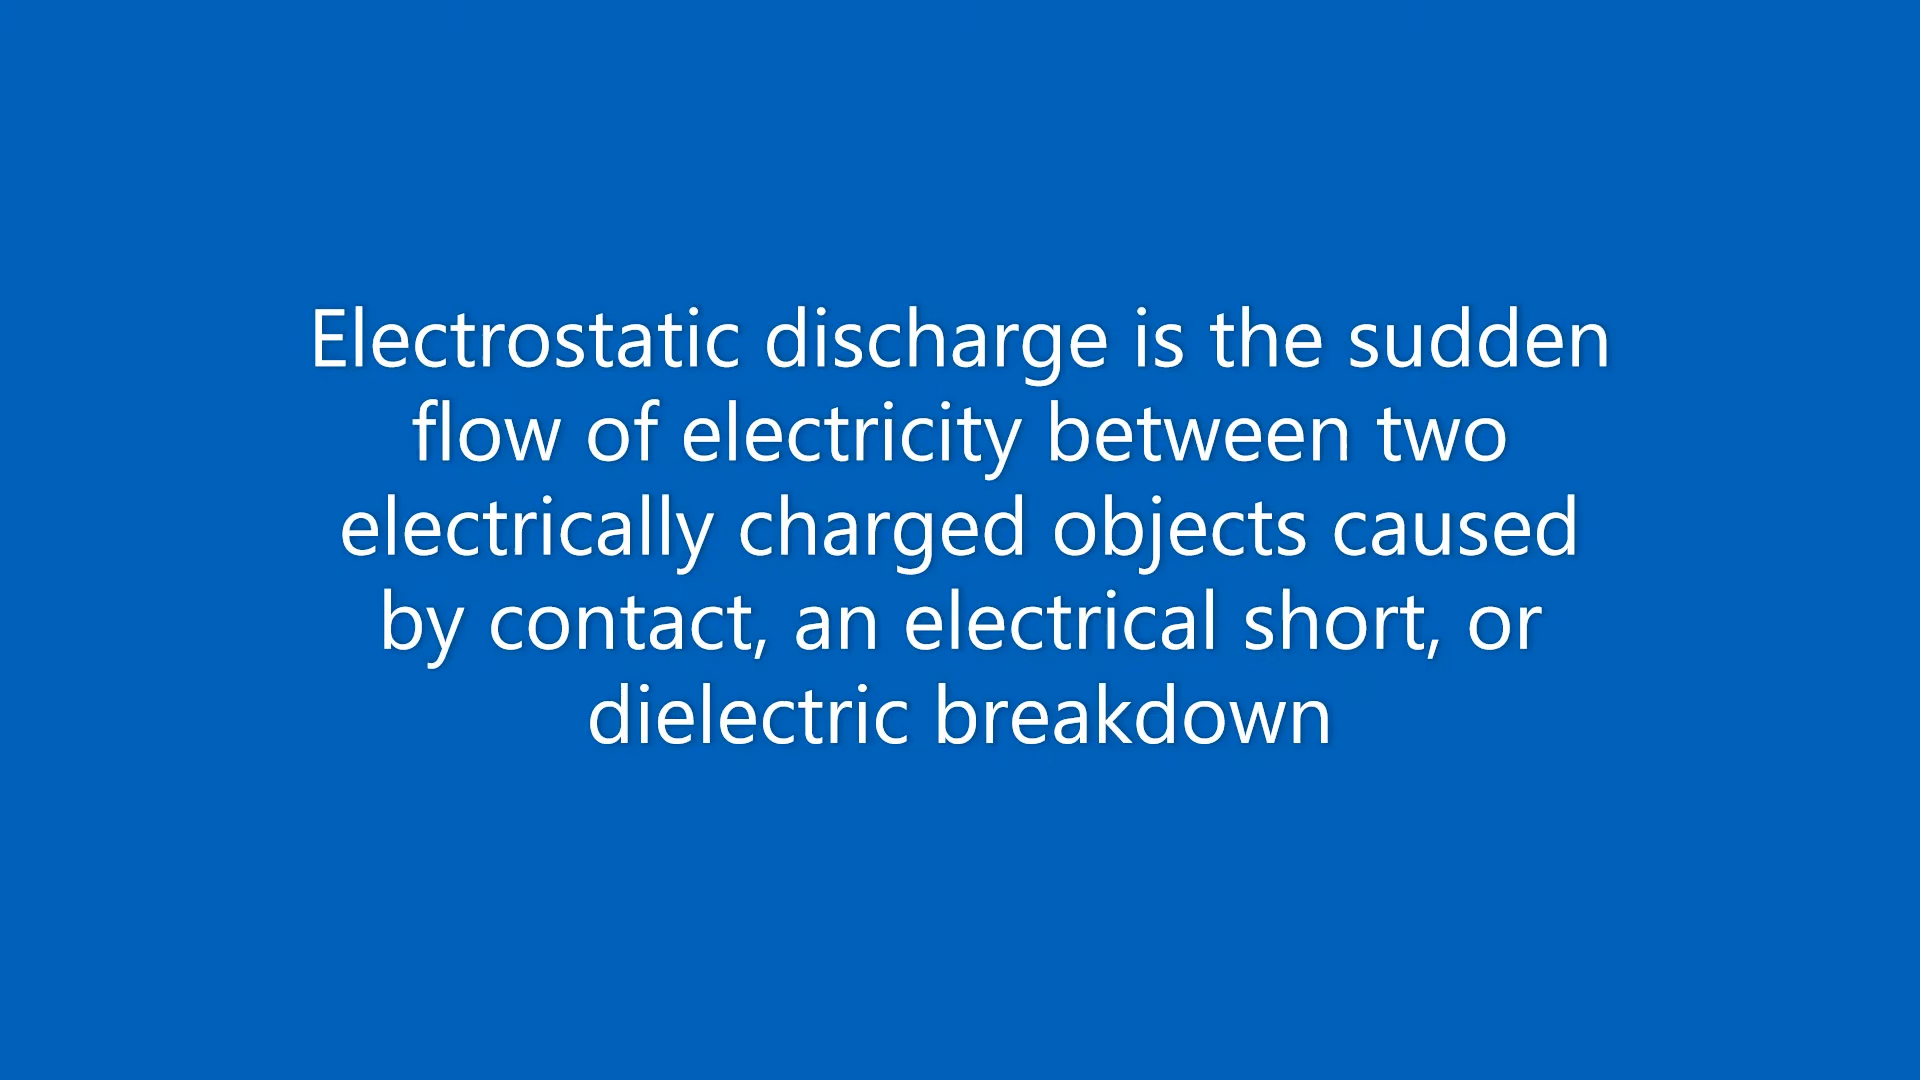 Electrostatic discharge is the sudden
flow of electricity between two
electrically charged objects caused
by contact, an electrical short, or
dielectric breakdown